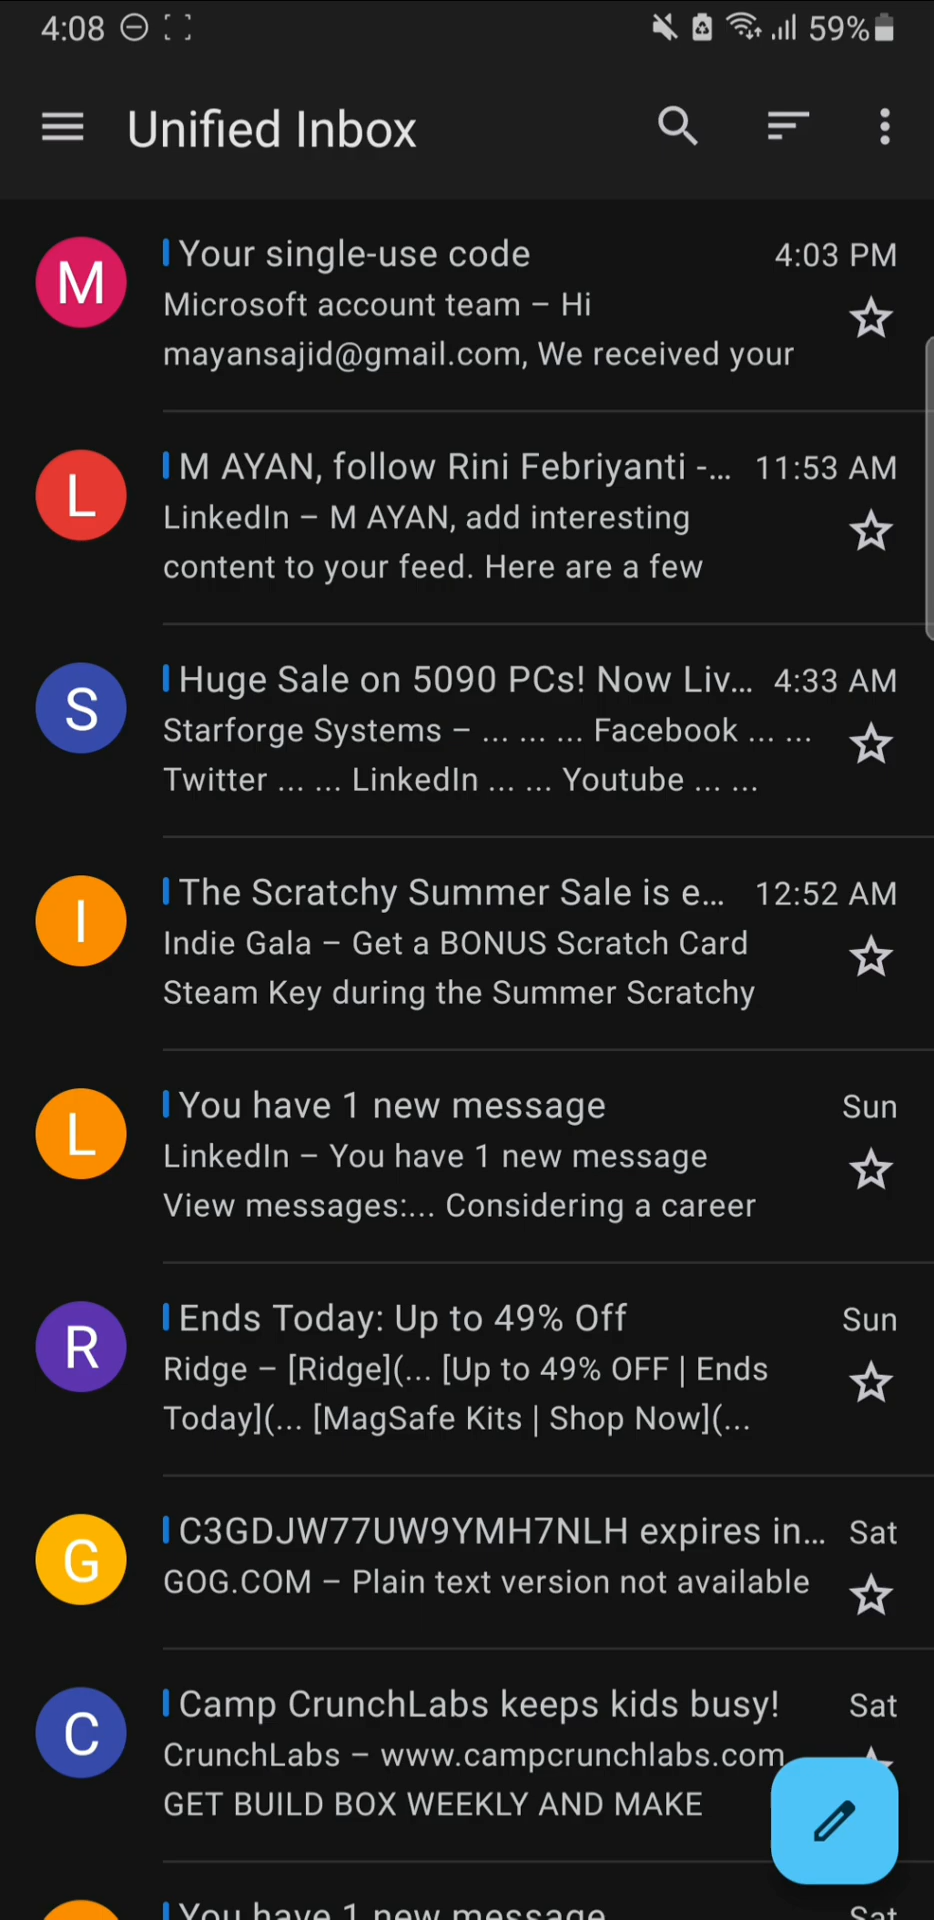 4:08 59%
Unified Inbox
M Your single-use code 4:03 PM
Microsoft account team – Hi
mayansajid@gmail.com, We received your
L M AYAN, follow Rini Febriyanti -... 11:53 AM
LinkedIn – M AYAN, add interesting
content to your feed. Here are a few
S Huge Sale on 5090 PCs! Now Liv... 4:33 AM
Starforge Systems – ... ... ... Facebook ... ...
Twitter ... ... LinkedIn ... ... Youtube ... ...
I The Scratchy Summer Sale is e... 12:52 AM
Indie Gala – Get a BONUS Scratch Card
Steam Key during the Summer Scratchy
L You have 1 new message Sun
LinkedIn – You have 1 new message
View messages:... Considering a career
R Ends Today: Up to 49% Off Sun
Ridge – [Ridge](... [Up to 49% OFF | Ends
Today](... [MagSafe Kits | Shop Now](...
G C3GDJW77UW9YMH7NLH expires in... Sat
GOG.COM – Plain text version not available
C Camp CrunchLabs keeps kids busy! Sat
CrunchLabs – www.campcrunchlabs.com
GET BUILD BOX WEEKLY AND MAKE
You have 1 new message Sat